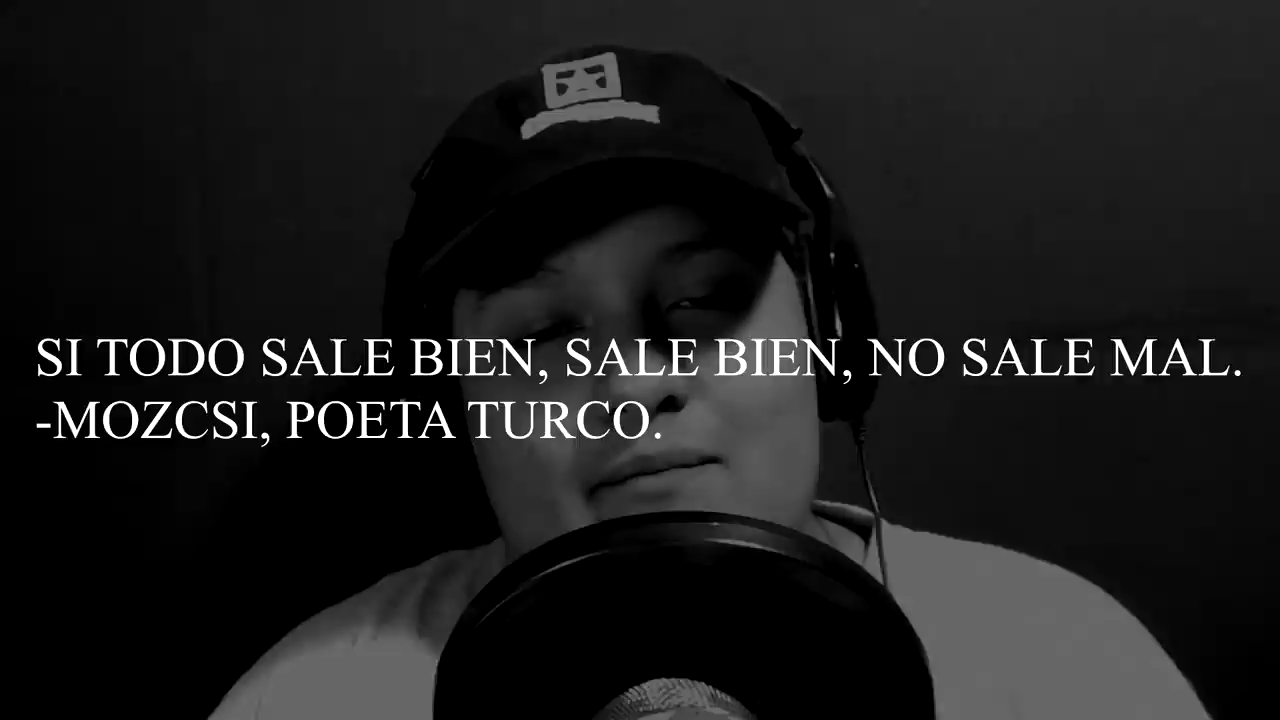 SI TODO SALE BIEN, SALE BIEN, NO SALE MAL.
-MOZCSI, POETA TURCO.